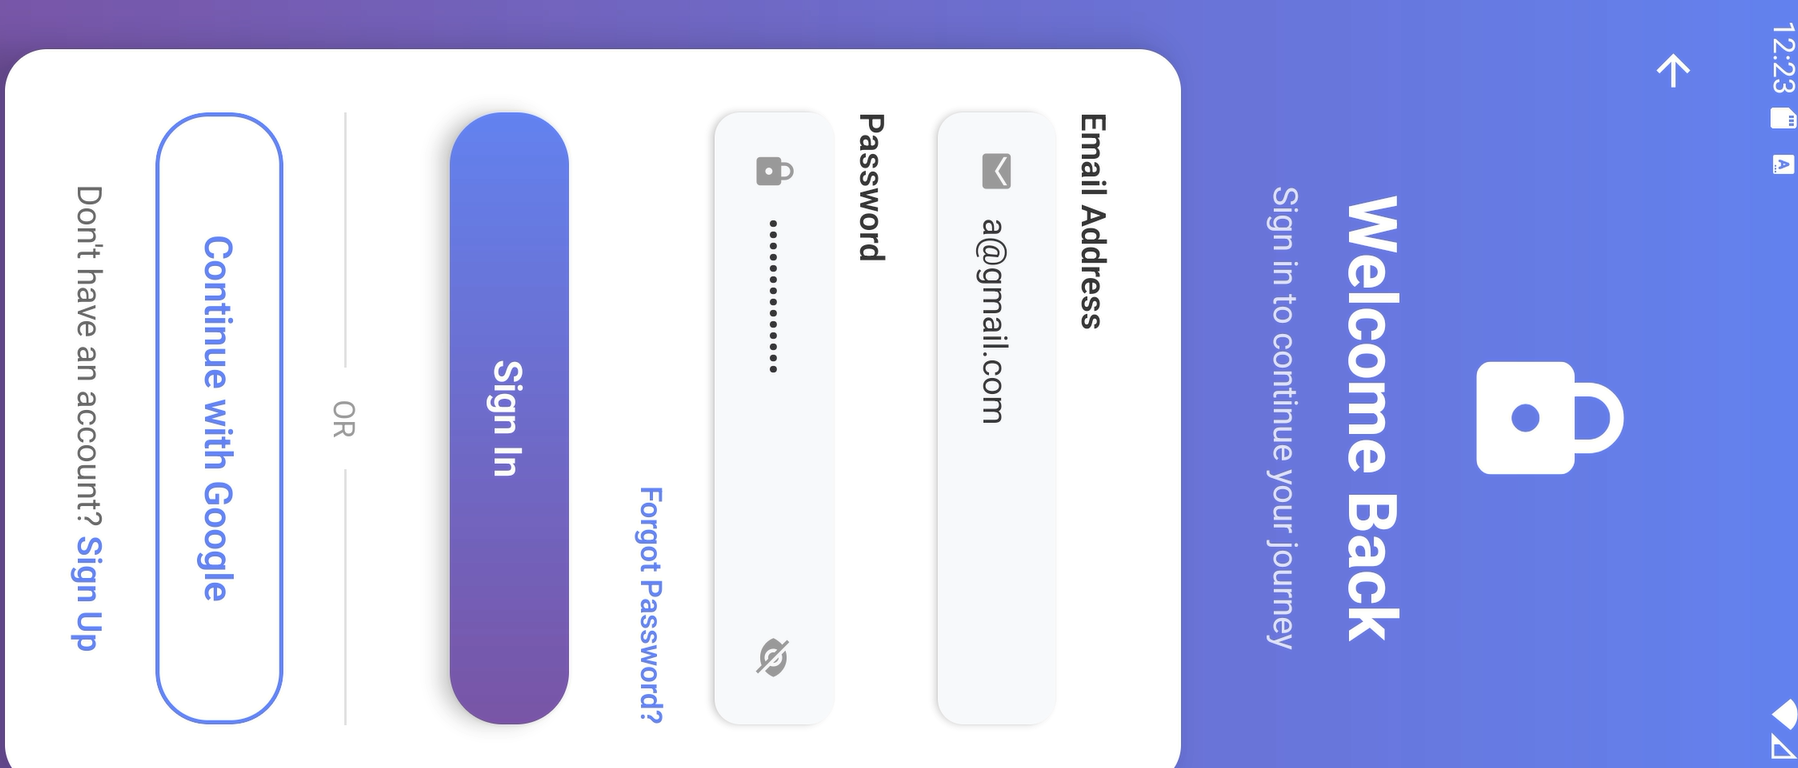 12:23
Welcome Back
Sign in to continue your journey
Email Address
a@gmail.com
Password
••••••••••••••
Forgot Password?
Sign In
OR
Continue with Google
Don't have an account? Sign Up